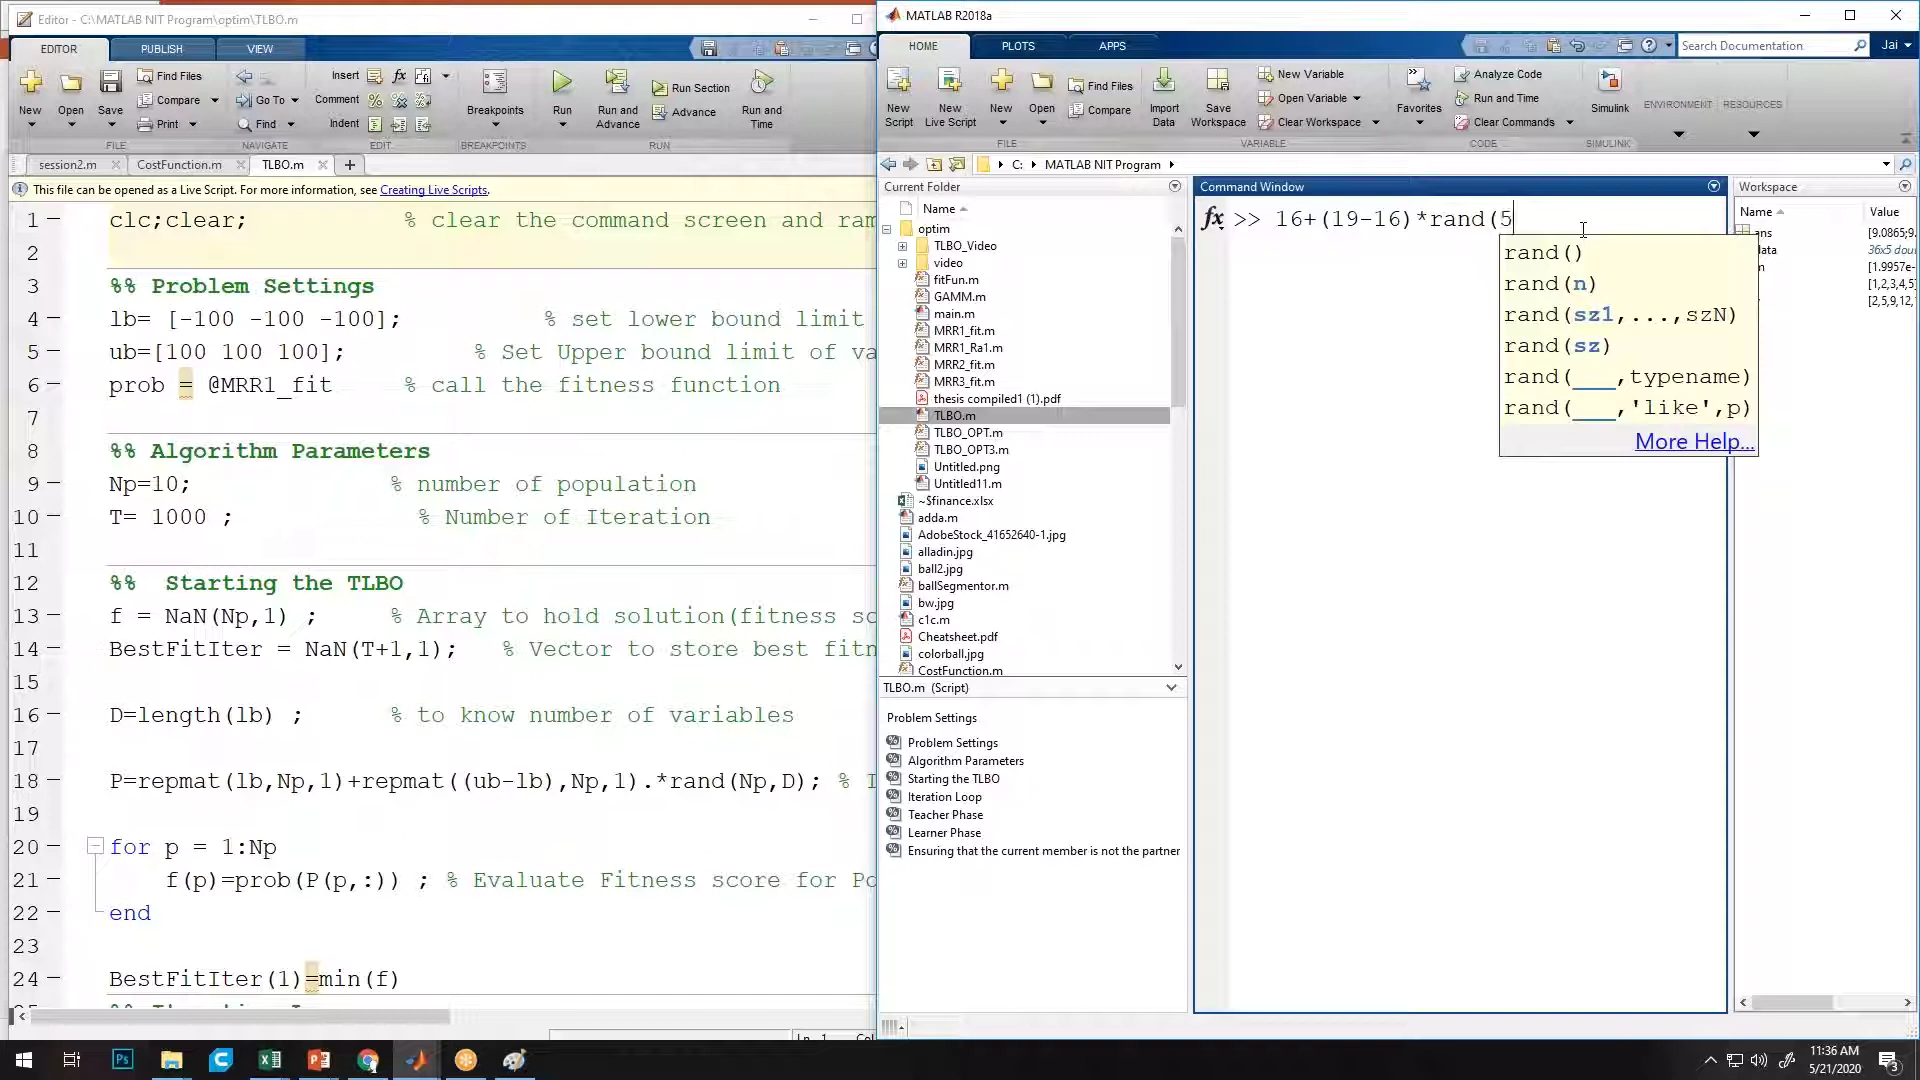 Editor - C:\MATLAB NIT Program\optim\TLBO.m
EDITOR PUBLISH VIEW
New Open Save
Find Files
Compare
Print
Go To
Find
Insert fx
Comment
Indent
Breakpoints
Run
Run and Advance
Run Section
Advance
Run and Time
FILE NAVIGATE EDIT BREAKPOINTS RUN
session2.m CostFunction.m TLBO.m
This file can be opened as a Live Script. For more information, see Creating Live Scripts.
1 clc;clear; % clear the command screen and ram
2
3 %% Problem Settings
4 lb= [-100 -100 -100]; % set lower bound limit
5 ub=[100 100 100]; % Set Upper bound limit of va
6 prob = @MRR1_fit % call the fitness function
7
8 %% Algorithm Parameters
9 Np=10; % number of population
10 T= 1000 ; % Number of Iteration
11
12 %% Starting the TLBO
13 f = NaN(Np,1) ; % Array to hold solution(fitness sc
14 BestFitIter = NaN(T+1,1); % Vector to store best fitn
15
16 D=length(lb) ; % to know number of variables
17
18 P=repmat(lb,Np,1)+repmat((ub-lb),Np,1).*rand(Np,D); %
19
20 for p = 1:Np
21 f(p)=prob(P(p,:)) ; % Evaluate Fitness score for Po
22 end
23
24 BestFitIter(1)=min(f)
MATLAB R2018a
HOME PLOTS APPS
Search Documentation
Jai
New Script
New Live Script
New
Open
Find Files
Compare
Import Data
Save Workspace
New Variable
Open Variable
Clear Workspace
Favorites
Analyze Code
Run and Time
Clear Commands
Simulink
ENVIRONMENT
RESOURCES
FILE VARIABLE CODE SIMULINK
C: MATLAB NIT Program
Current Folder
Name
optim
TLBO_Video
video
fitFun.m
GAMM.m
main.m
MRR1_fit.m
MRR1_Ra1.m
MRR2_fit.m
MRR3_fit.m
thesis compiled1 (1).pdf
TLBO.m
TLBO_OPT.m
TLBO_OPT3.m
Untitled.png
Untitled11.m
~$finance.xlsx
adda.m
AdobeStock_41652640-1.jpg
alladin.jpg
ball2.jpg
ballSegmentor.m
bw.jpg
c1c.m
Cheatsheet.pdf
colorball.jpg
CostFunction.m
TLBO.m (Script)
Problem Settings
Problem Settings
Algorithm Parameters
Starting the TLBO
Iteration Loop
Teacher Phase
Learner Phase
Ensuring that the current member is not the partner
Command Window
fx >> 16+(19-16)*rand(5
rand()
rand(n)
rand(sz1,...,szN)
rand(sz)
rand(___,typename)
rand(___,'like',p)
More Help...
Workspace
Name Value
ans [9.0865;9.
data 36x5 dou
m [1.9957e-
[1,2,3,4,5]
[2,5,9,12,
11:36 AM
5/21/2020
3